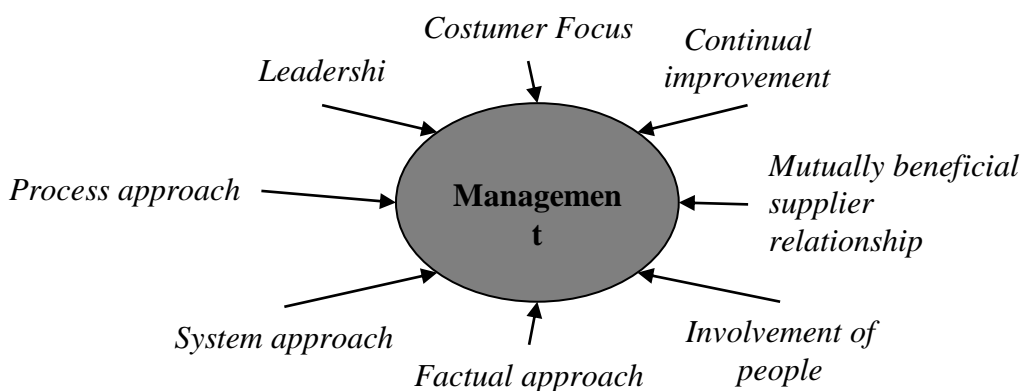 Costumer Focus
Continual
improvement
Leadershi
Process approach
Managemen
t
Mutually beneficial
supplier
relationship
System approach
Factual approach
Involvement of
people